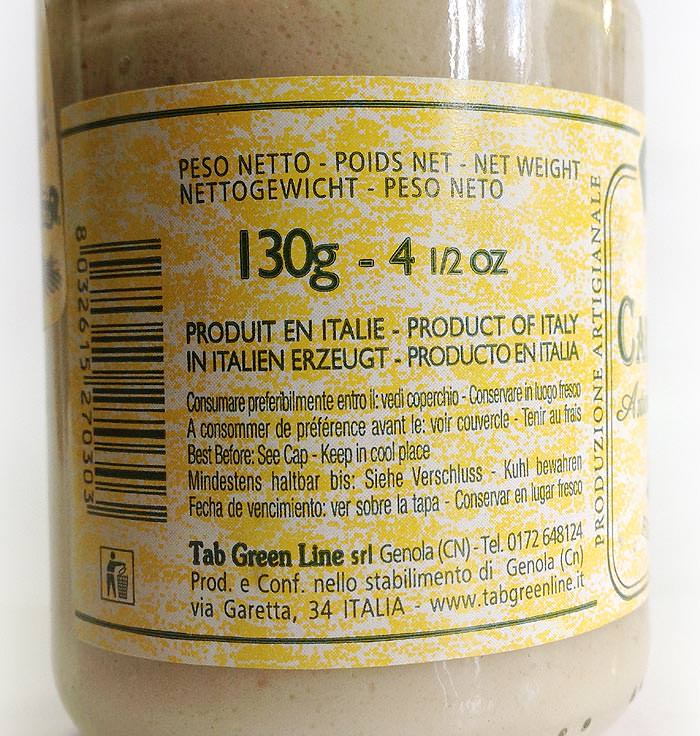 PESO NETTO - POIDS NET - NET WEIGHT
NETTOGEWICHT - PESO NETO
130g - 4 1/2 oz
PRODUIT EN ITALIE - PRODUCT OF ITALY
IN ITALIEN ERZEUGT - PRODUCTO EN ITALIA
Consumare preferibilmente entro il: vedi coperchio - Conservare in luogo fresco
A consommer de préférence avant le: voir couvercle - Tenir au frais
Best Before: See Cap - Keep in cool place
Mindestens haltbar bis: Siehe Verschluss - Kuhl bewahren
Fecha de vencimiento: ver sobre la tapa - Conservar en lugar fresco
Tab Green Line srl Genola (CN) - Tel. 0172 648124
Prod. e Conf. nello stabilimento di Genola (Cn)
via Garetta, 34 ITALIA - www.tabgreenline.it
8 032615 270303
PRODUZIONE ARTIGIANALE